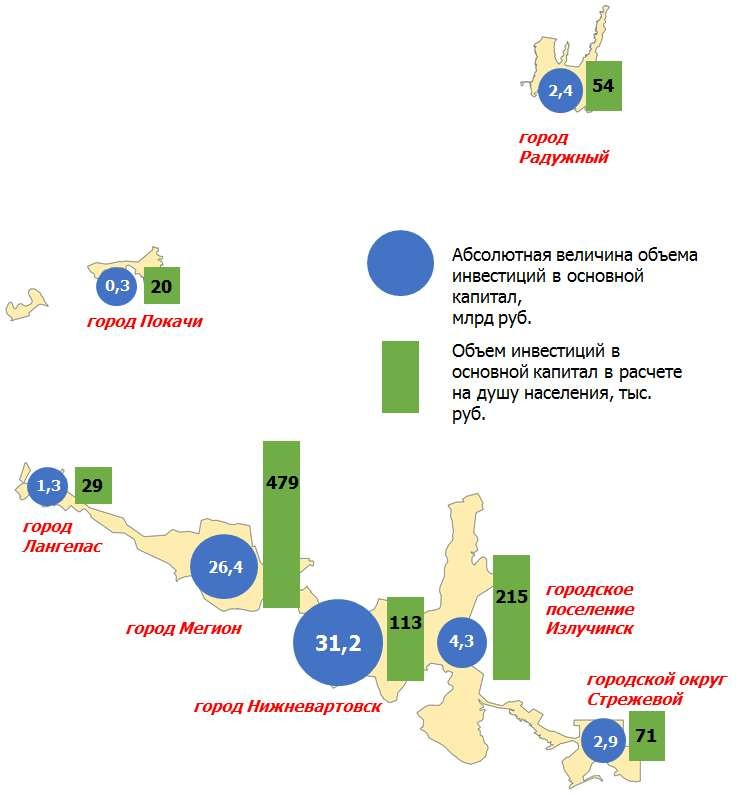 2,4
54
город
Радужный
Абсолютная величина объема
инвестиций в основной
капитал,
млрд руб.
0,3
20
город Покачи
Объем инвестиций в
основной капитал в расчете
на душу населения, тыс.
руб.
1,3
29
479
город
Лангепас
26,4
город Мегион
31,2
113
4,3
215
городское
поселение
Излучинск
город Нижневартовск
городской округ
Стрежевой
2,9
71